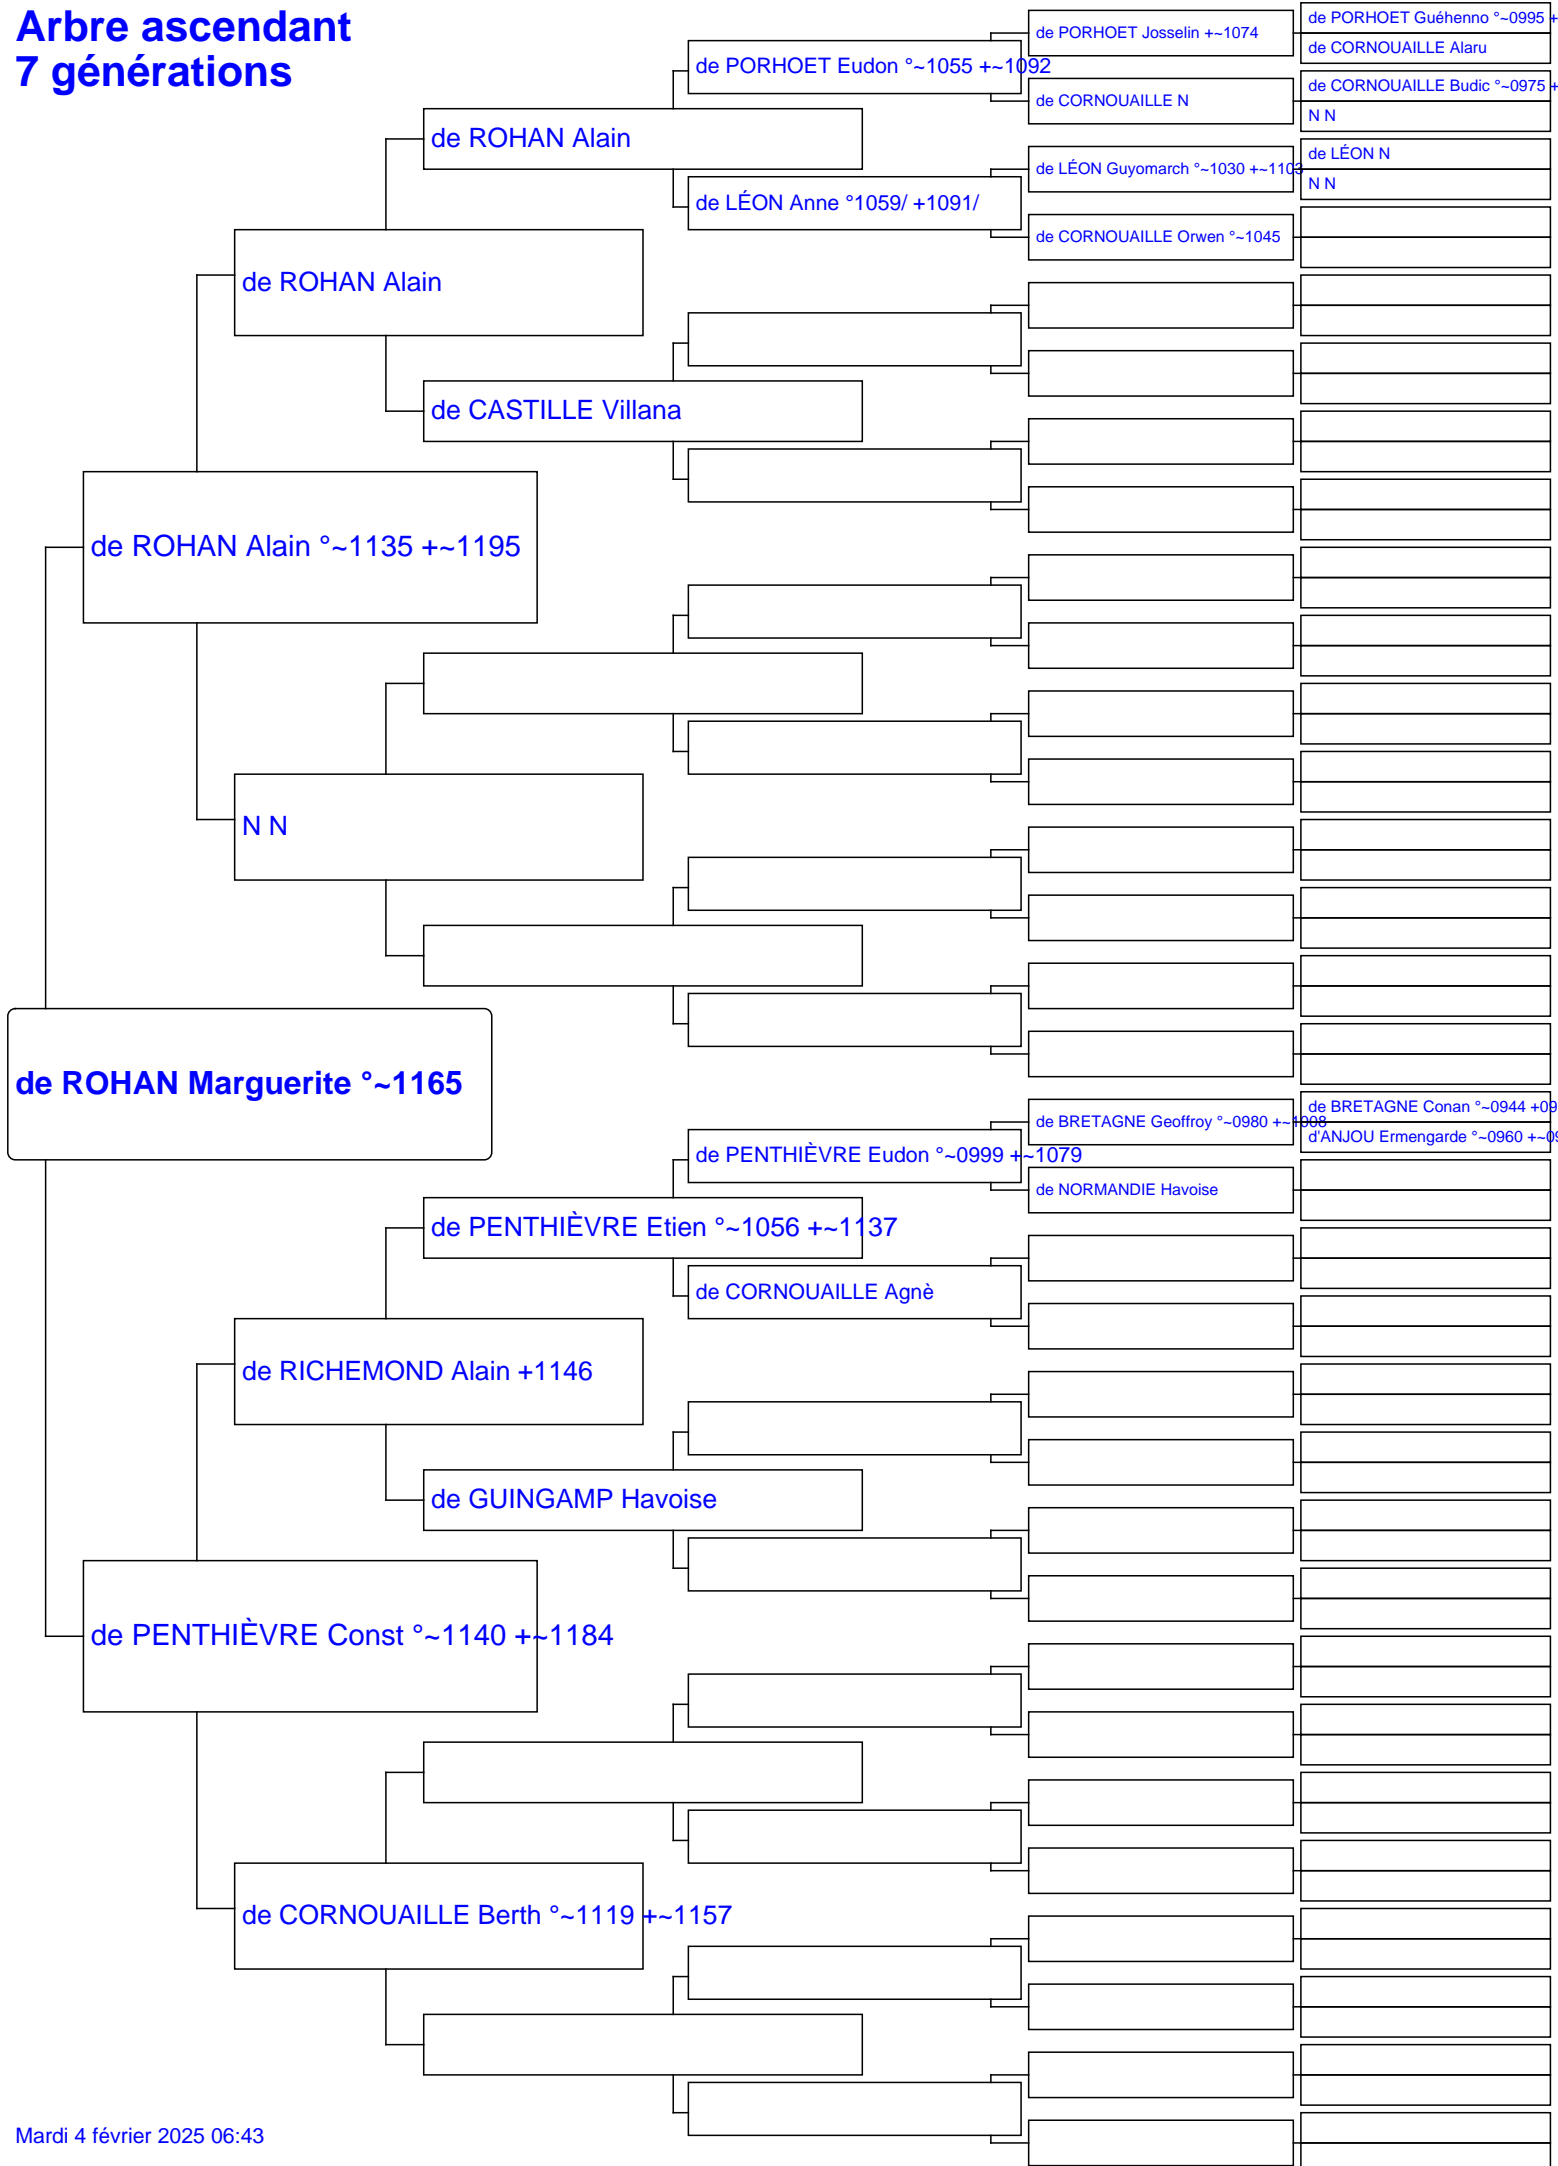 Arbre ascendant
7 générations
de PORHOET Guéhenno °~0995 +
de PORHOET Josselin +~1074
de CORNOUAILLE Alaru
de PORHOET Eudon °~1055 +~1092
de CORNOUAILLE Budic °~0975 +
de CORNOUAILLE N
N N
de ROHAN Alain
de LÉON N
de LÉON Guyomarch °~1030 +~1103
N N
de LÉON Anne °1059/ +1091/
de CORNOUAILLE Orwen °~1045
de ROHAN Alain
de CASTILLE Villana
de ROHAN Alain °~1135 +~1195
N N
de ROHAN Marguerite °~1165
de BRETAGNE Conan °~0944 +09
de BRETAGNE Geoffroy °~0980 +~1008
d'ANJOU Ermengarde °~0960 +~09
de PENTHIÈVRE Eudon °~0999 +~1079
de NORMANDIE Havoise
de PENTHIÈVRE Etien °~1056 +~1137
de CORNOUAILLE Agnè
de RICHEMOND Alain +1146
de GUINGAMP Havoise
de PENTHIÈVRE Const °~1140 +~1184
de CORNOUAILLE Berth °~1119 +~1157
Mardi 4 février 2025 06:43